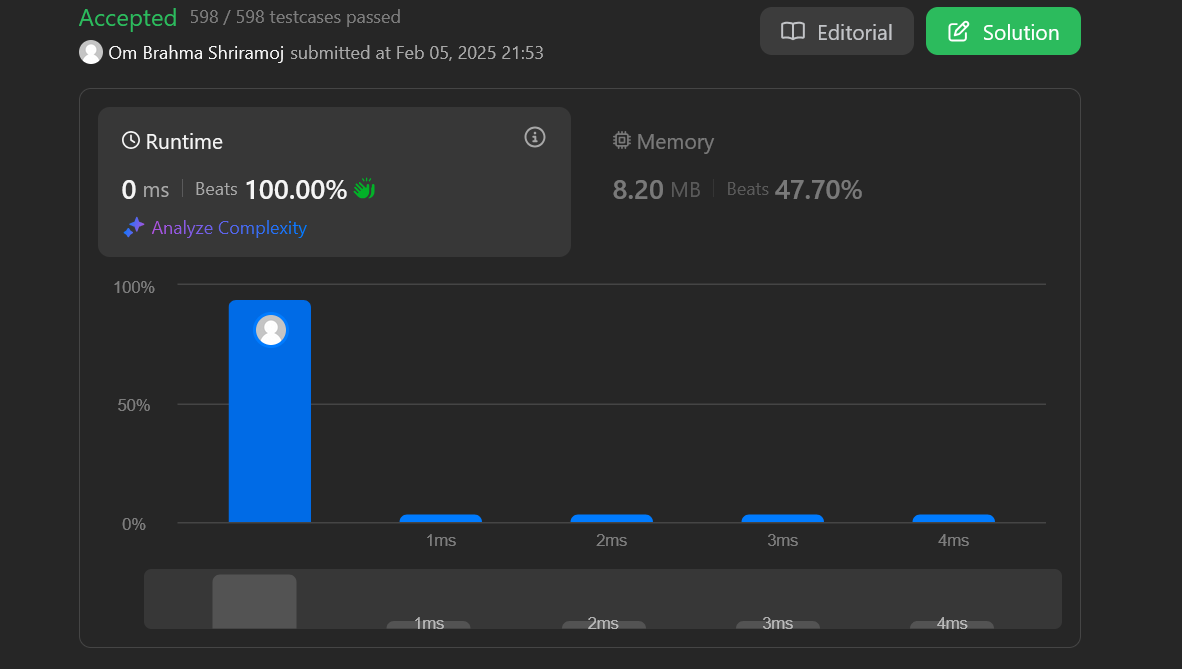 Accepted 598 / 598 testcases passed
Editorial
Solution
Om Brahma Shriramoj submitted at Feb 05, 2025 21:53
Runtime
0 ms Beats 100.00%
Analyze Complexity
Memory
8.20 MB Beats 47.70%
100%
50%
0%
1ms 2ms 3ms 4ms
1ms 2ms 3ms 4ms